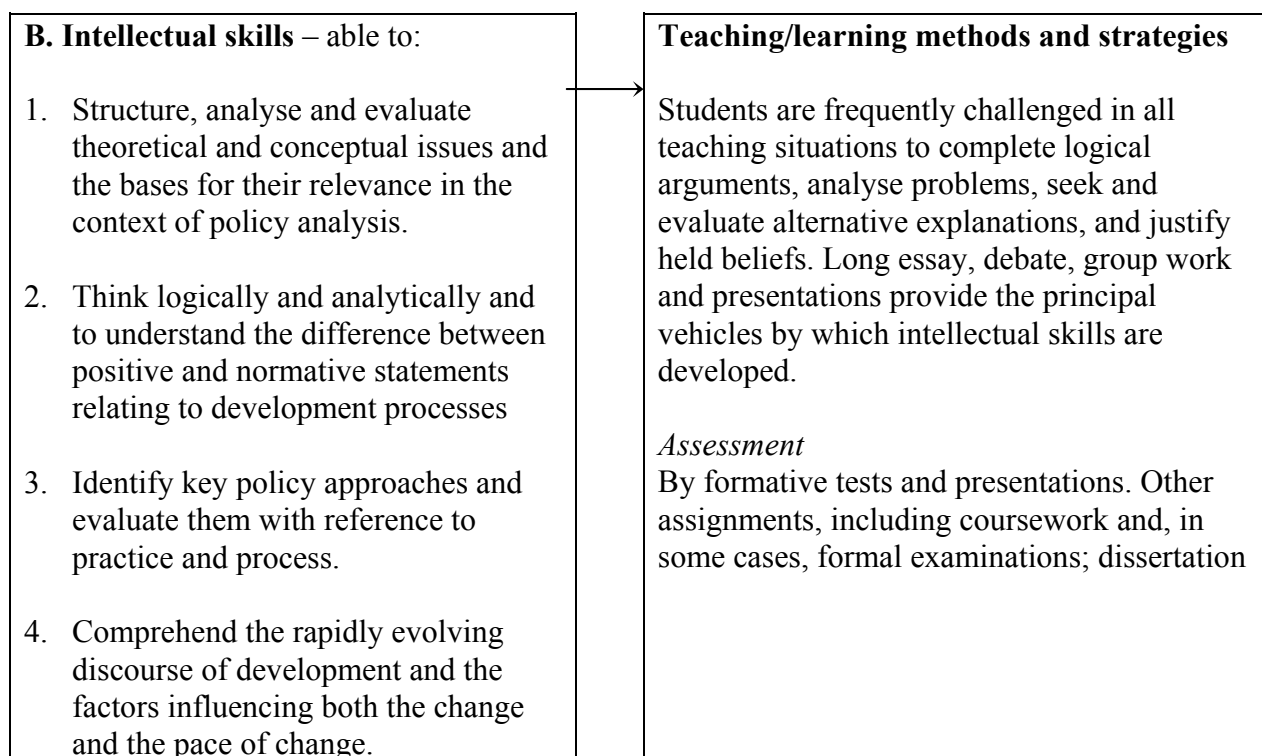 B. Intellectual skills – able to:
1. Structure, analyse and evaluate
theoretical and conceptual issues and
the bases for their relevance in the
context of policy analysis.
2. Think logically and analytically and
to understand the difference between
positive and normative statements
relating to development processes
3. Identify key policy approaches and
evaluate them with reference to
practice and process.
4. Comprehend the rapidly evolving
discourse of development and the
factors influencing both the change
and the pace of change.
Teaching/learning methods and strategies
Students are frequently challenged in all
teaching situations to complete logical
arguments, analyse problems, seek and
evaluate alternative explanations, and justify
held beliefs. Long essay, debate, group work
and presentations provide the principal
vehicles by which intellectual skills are
developed.
Assessment
By formative tests and presentations. Other
assignments, including coursework and, in
some cases, formal examinations; dissertation